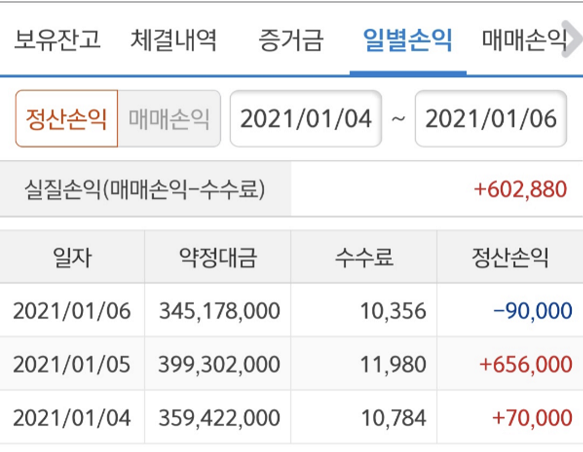 보유잔고 체결내역 증거금 일별손익 매매손익
정산손익 매매손익 2021/01/04 ~ 2021/01/06
실질손익(매매손익-수수료) +602,880
일자 약정대금 수수료 정산손익
2021/01/06 345,178,000 10,356 -90,000
2021/01/05 399,302,000 11,980 +656,000
2021/01/04 359,422,000 10,784 +70,000